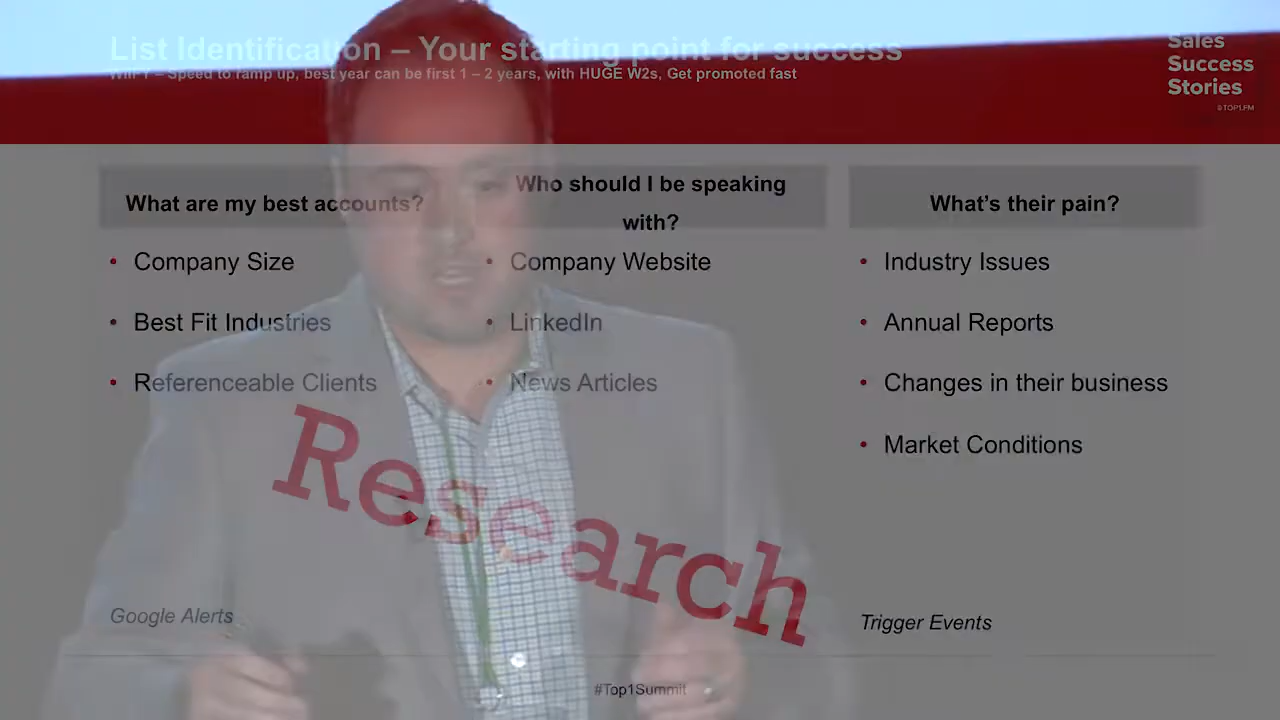 List Identification – Your starting point for success
WIIFY – Speed to ramp up, best year can be first 1 – 2 years, with HUGE W2s, Get promoted fast
Sales
Success
Stories
@TOP1.FM
What are my best accounts?
• Company Size
• Best Fit Industries
• Referenceable Clients
Who should I be speaking
with?
• Company Website
• LinkedIn
• News Articles
What's their pain?
• Industry Issues
• Annual Reports
• Changes in their business
• Market Conditions
Research
Google Alerts
Trigger Events
#Top1Summit